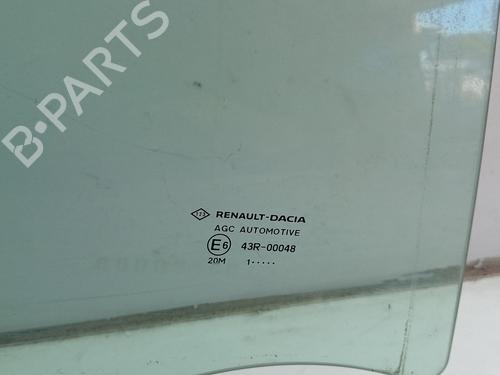 B-PARTS
RENAULT-DACIA
AGC AUTOMOTIVE
E6 43R-00048
20M 1·····